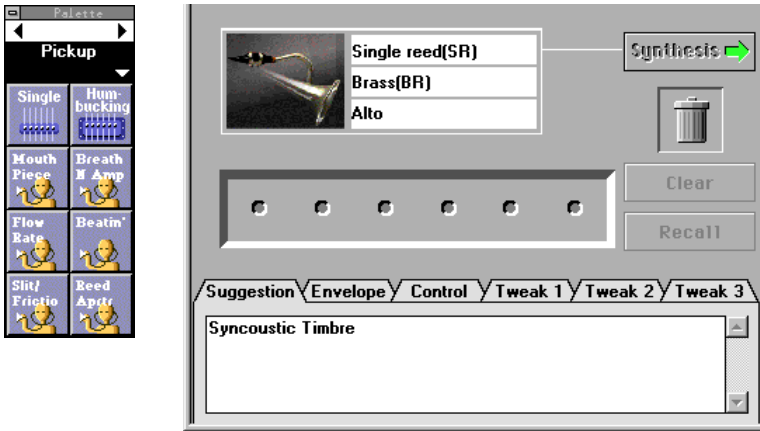 Palette
Pickup
Single
Hum-
bucking
Mouth
Piece
Breath
N Amp
Flow
Rate
Beatin'
Slit/
Frictio
Reed
Aprtr
Single reed(SR)
Brass(BR)
Alto
Synthesis
Clear
Recall
Suggestion Envelope Control Tweak 1 Tweak 2 Tweak 3
Syncoustic Timbre